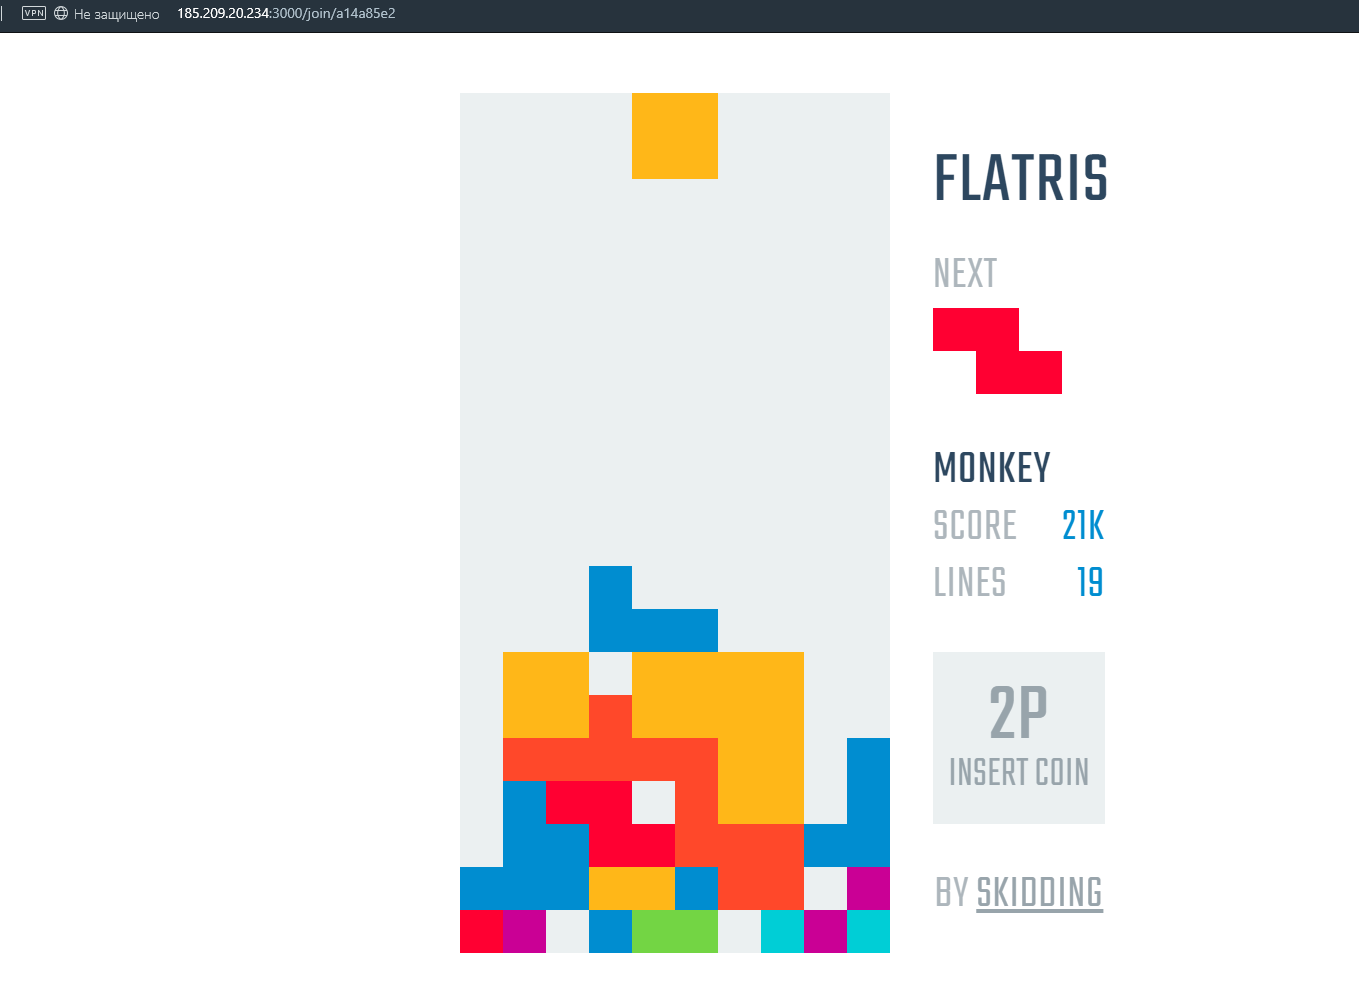 VPN Не защищено 185.209.20.234:3000/join/a14a85e2
FLATRIS
NEXT
MONKEY
SCORE 21K
LINES 19
2P
INSERT COIN
BY SKIDDING